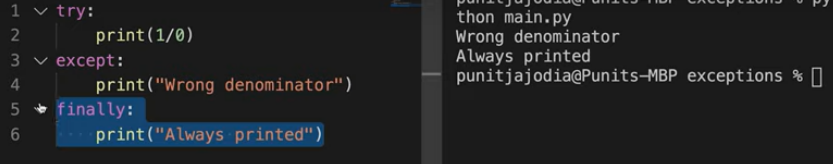 1 try:
2 print(1/0)
3 except:
4 print("Wrong denominator")
5 finally:
6 print("Always printed")
punitjajodia@Punits-MBP exceptions % py
thon main.py
Wrong denominator
Always printed
punitjajodia@Punits-MBP exceptions %